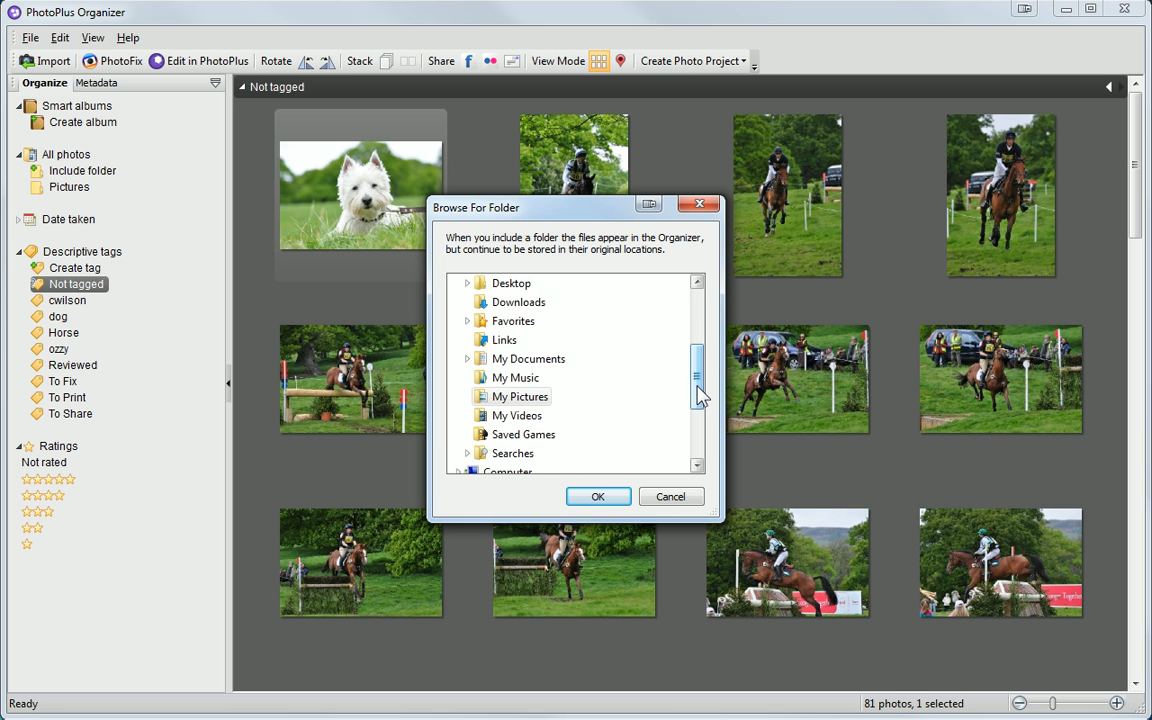 PhotoPlus Organizer
File Edit View Help
Import PhotoFix Edit in PhotoPlus Rotate Stack Share View Mode Create Photo Project
Organize Metadata
Not tagged
Smart albums
Create album
All photos
Include folder
Pictures
Date taken
Descriptive tags
Create tag
Not tagged
cwilson
dog
Horse
ozzy
Reviewed
To Fix
To Print
To Share
Ratings
Not rated
Browse For Folder
When you include a folder the files appear in the Organizer,
but continue to be stored in their original locations.
Desktop
Downloads
Favorites
Links
My Documents
My Music
My Pictures
My Videos
Saved Games
Searches
Computer
OK Cancel
Ready 81 photos, 1 selected